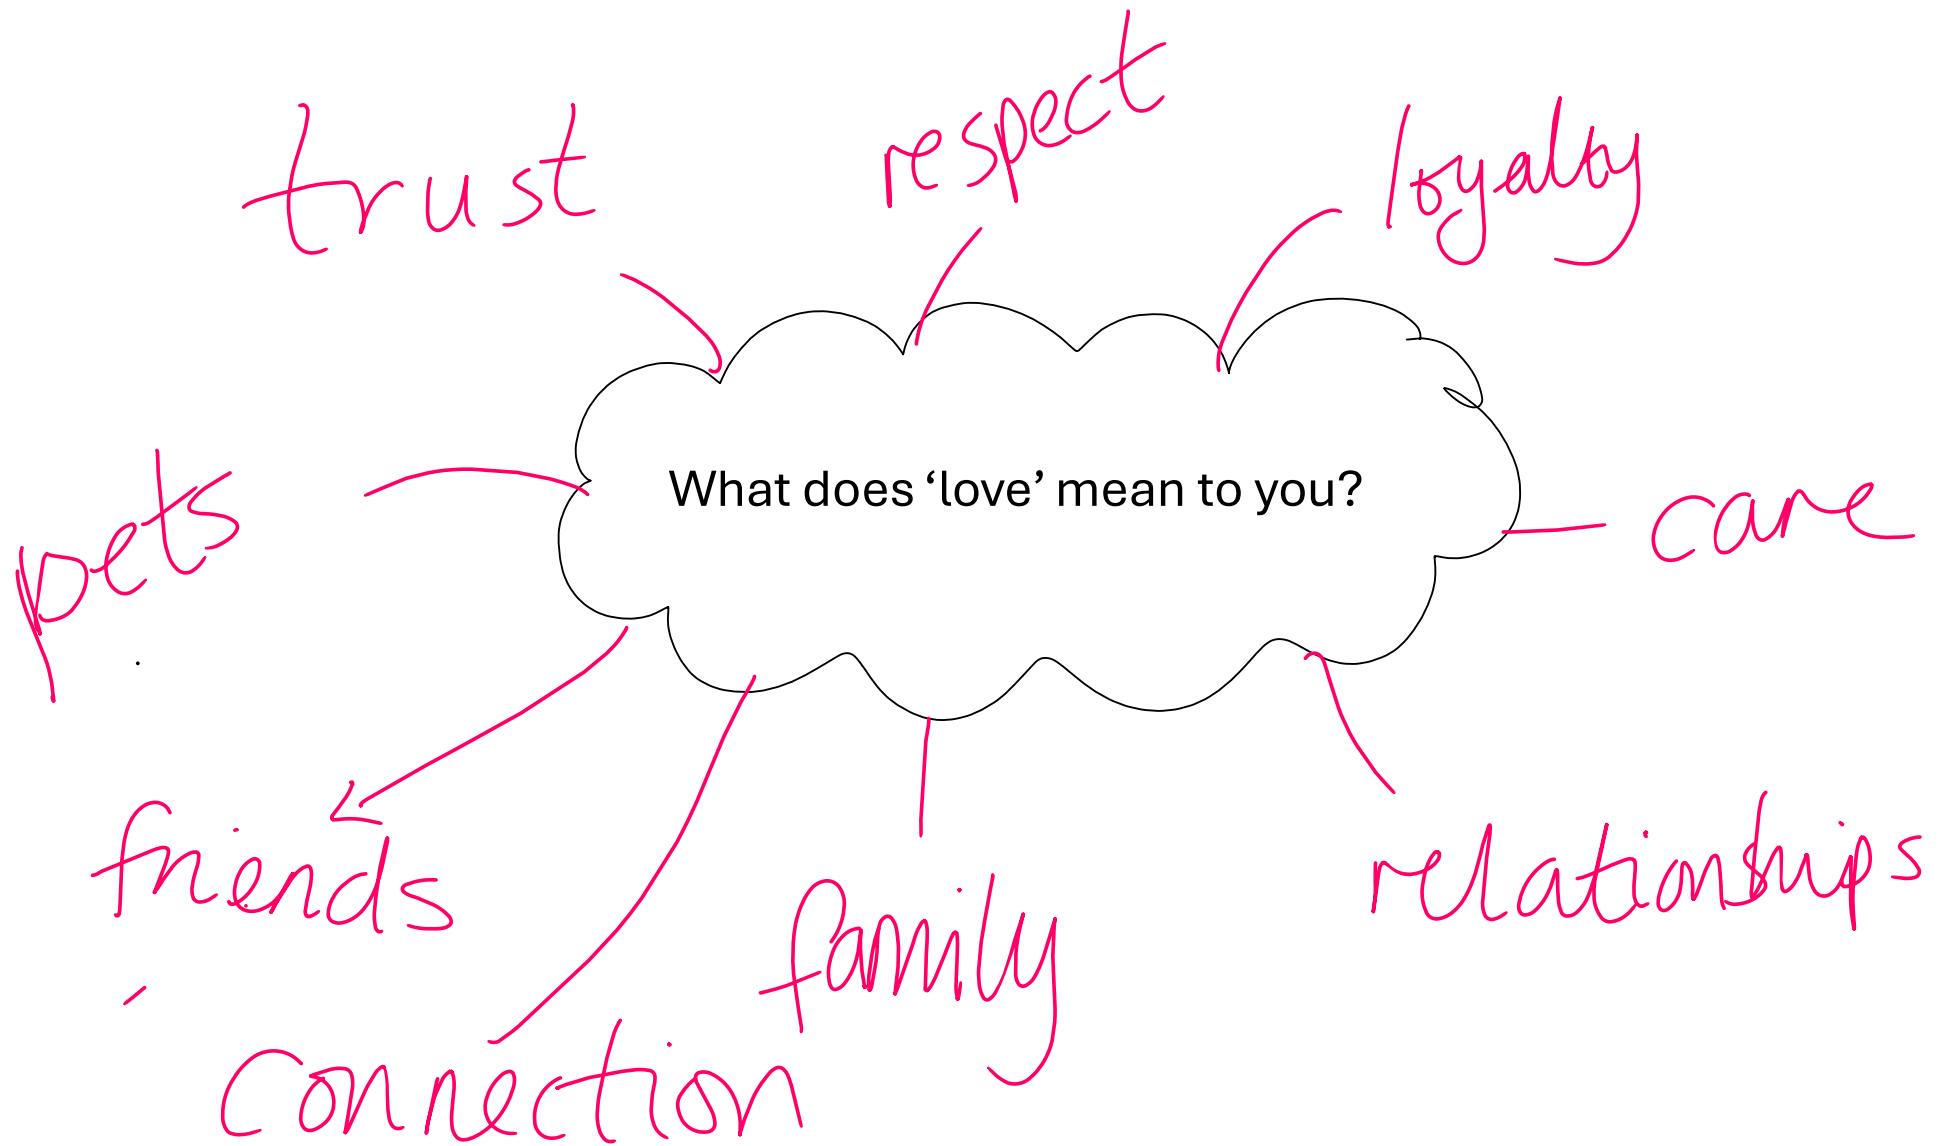 trust
respect
loyalty
pets
What does ‘love’ mean to you?
care
friends
family
relationships
connection